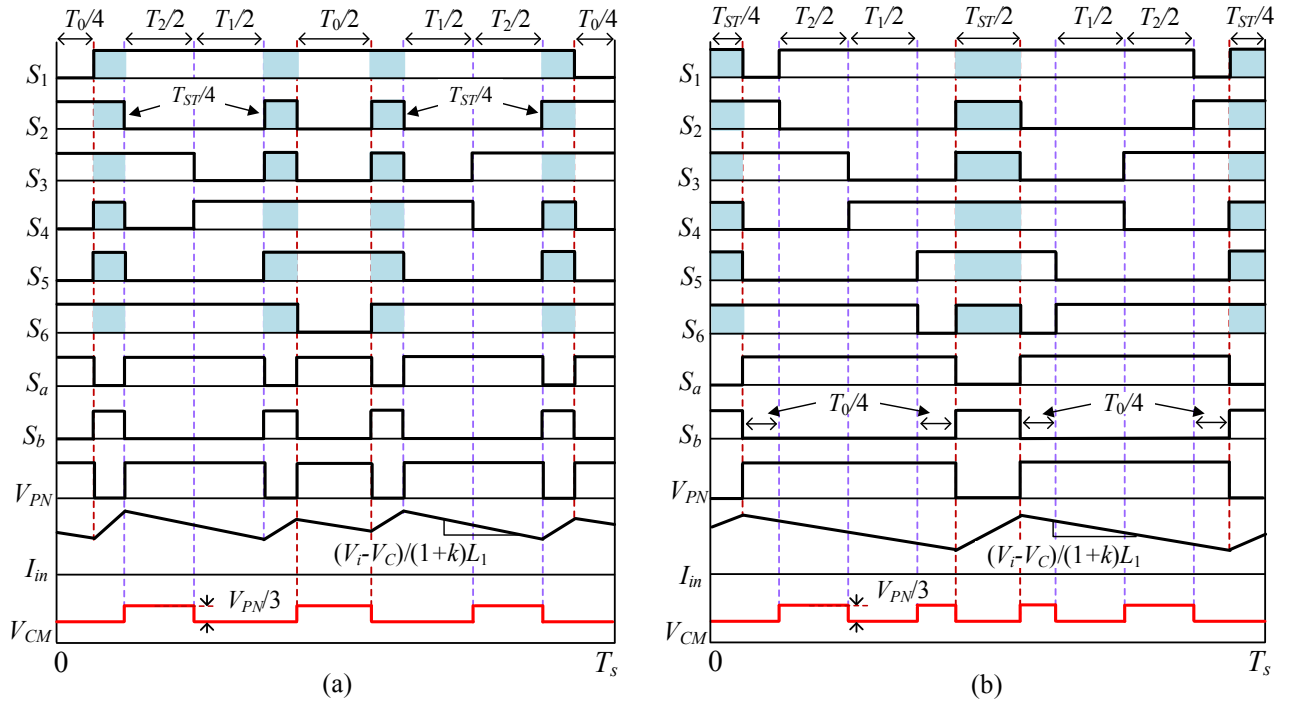 T0/4 T2/2 T1/2 T0/2 T1/2 T2/2 T0/4
S1
TST/4 TST/4
S2
S3
S4
S5
S6
Sa
Sb
VPN
(Vi-VC)/(1+k)L1
Iin
VPN/3
VCM
0 Ts
(a)
TST/4 T2/2 T1/2 TST/2 T1/2 T2/2 TST/4
S1
S2
S3
S4
S5
S6
Sa
T0/4 T0/4
Sb
VPN
(Vi-VC)/(1+k)L1
Iin
VPN/3
VCM
0 Ts
(b)